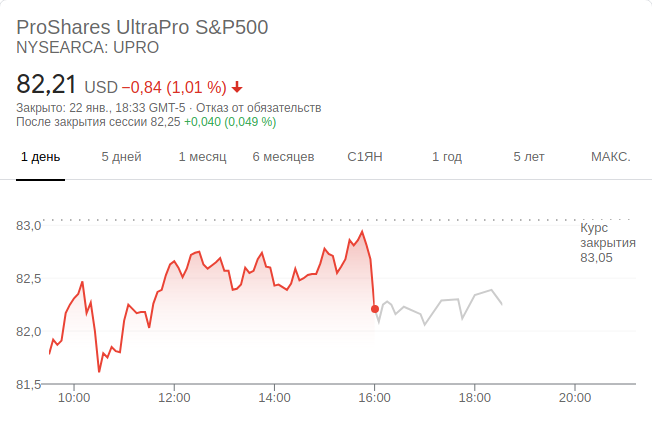 ProShares UltraPro S&P500
NYSEARCA: UPRO
82,21 USD −0,84 (1,01 %)
Закрыто: 22 янв., 18:33 GMT-5 · Отказ от обязательств
После закрытия сессии 82,25 +0,040 (0,049 %)
1 день 5 дней 1 месяц 6 месяцев С1ЯН 1 год 5 лет МАКС.
83,0
Курс
закрытия
83,05
82,5
82,0
81,5
10:00 12:00 14:00 16:00 18:00 20:00